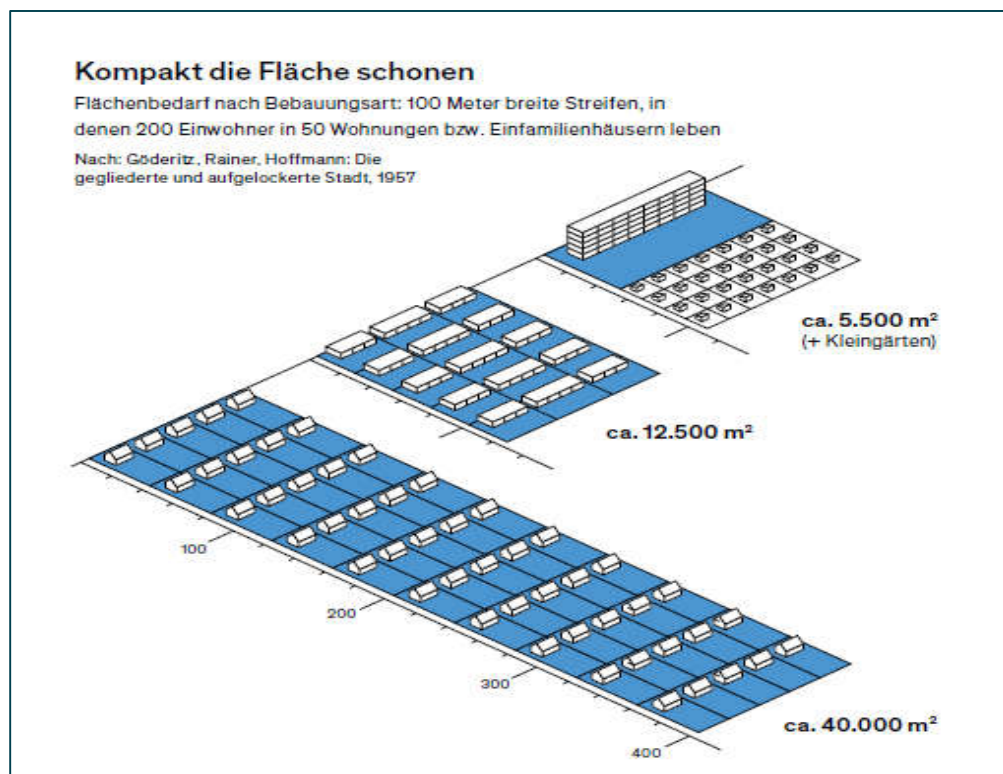 Kompakt die Fläche schonen
Flächenbedarf nach Bebauungsart: 100 Meter breite Streifen, in
denen 200 Einwohner in 50 Wohnungen bzw. Einfamilienhäusern leben
Nach: Göderitz, Rainer, Hoffmann: Die
gegliederte und aufgelockerte Stadt, 1957
ca. 5.500 m²
(+ Kleingärten)
ca. 12.500 m²
100
200
300
400
ca. 40.000 m²